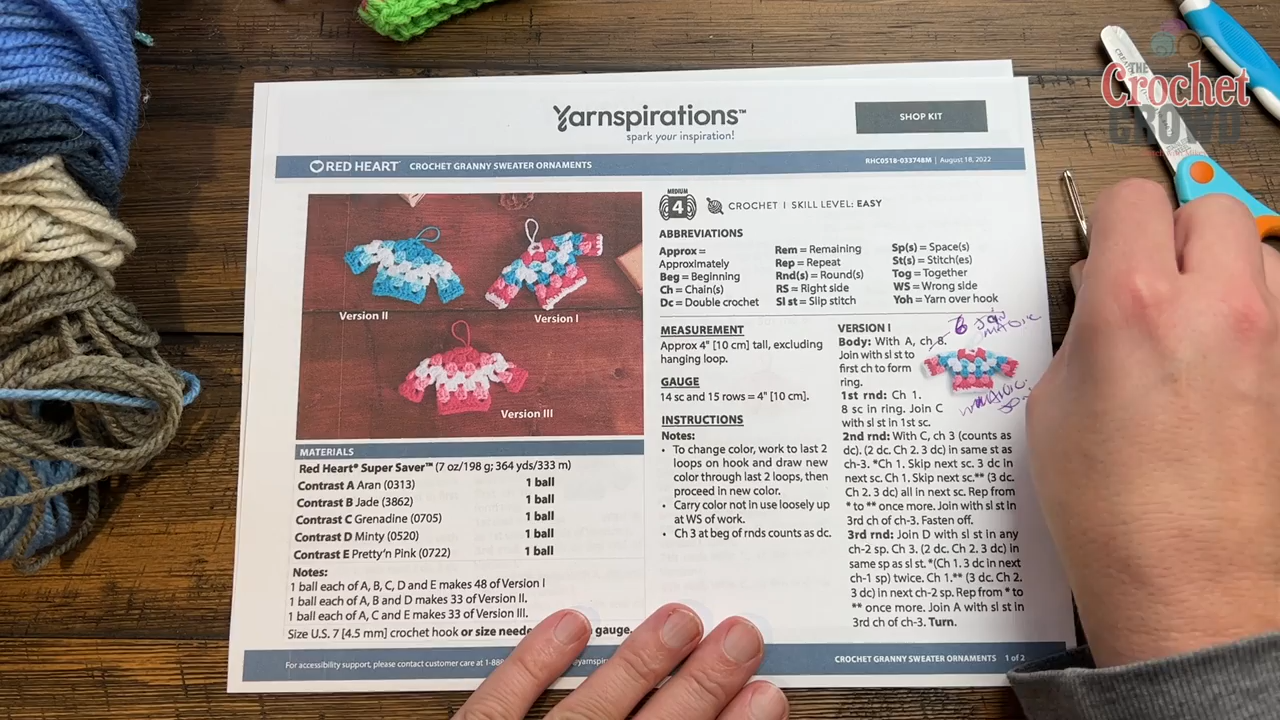 THE
Crochet
CROWD
Yarnspirations™
spark your inspiration!
SHOP KIT
RED HEART CROCHET GRANNY SWEATER ORNAMENTS
RHC0518-033748M | August 18, 2022
Version II
Version I
Version III
MATERIALS
Red Heart® Super Saver™ (7 oz/198 g; 364 yds/333 m)
Contrast A Aran (0313) 1 ball
Contrast B Jade (3862) 1 ball
Contrast C Grenadine (0705) 1 ball
Contrast D Minty (0520) 1 ball
Contrast E Pretty'n Pink (0722) 1 ball
Notes:
1 ball each of A, B, C, D and E makes 48 of Version I
1 ball each of A, B and D makes 33 of Version II.
1 ball each of A, C and E makes 33 of Version III.
Size U.S. 7 [4.5 mm] crochet hook or size gauge.
MEDIUM
4
CROCHET | SKILL LEVEL: EASY
ABBREVIATIONS
Approx =
Approximately
Beg = Beginning
Ch = Chain(s)
Dc = Double crochet
Rem = Remaining
Rep = Repeat
Rnd(s) = Round(s)
RS = Right side
Sl st = Slip stitch
Sp(s) = Space(s)
St(s) = Stitch(es)
Tog = Together
WS = Wrong side
Yoh = Yarn over hook
MEASUREMENT
Approx 4" [10 cm] tall, excluding
hanging loop.
GAUGE
14 sc and 15 rows = 4" [10 cm].
INSTRUCTIONS
Notes:
• To change color, work to last 2
loops on hook and draw new
color through last 2 loops, then
proceed in new color.
• Carry color not in use loosely up
at WS of work.
• Ch 3 at beg of rnds counts as dc.
VERSION I
Body: With A, ch 8.
Join with sl st to
first ch to form
ring.
1st rnd: Ch 1.
8 sc in ring. Join C
with sl st in 1st sc.
2nd rnd: With C, ch 3 (counts as
dc). (2 dc. Ch 2. 3 dc) in same st as
ch-3. *Ch 1. Skip next sc. 3 dc in
next sc. Ch 1. Skip next sc.** (3 dc.
Ch 2. 3 dc) all in next sc. Rep from
* to ** once more. Join with sl st in
3rd ch of ch-3. Fasten off.
3rd rnd: Join D with sl st in any
ch-2 sp. Ch 3. (2 dc. Ch 2. 3 dc) in
same sp as sl st. *(Ch 1. 3 dc in next
ch-1 sp) twice. Ch 1.** (3 dc. Ch 2.
3 dc) in next ch-2 sp. Rep from * to
** once more. Join A with sl st in
3rd ch of ch-3. Turn.
For accessibility support, please contact customer care at
CROCHET GRANNY SWEATER ORNAMENTS 1 of 2